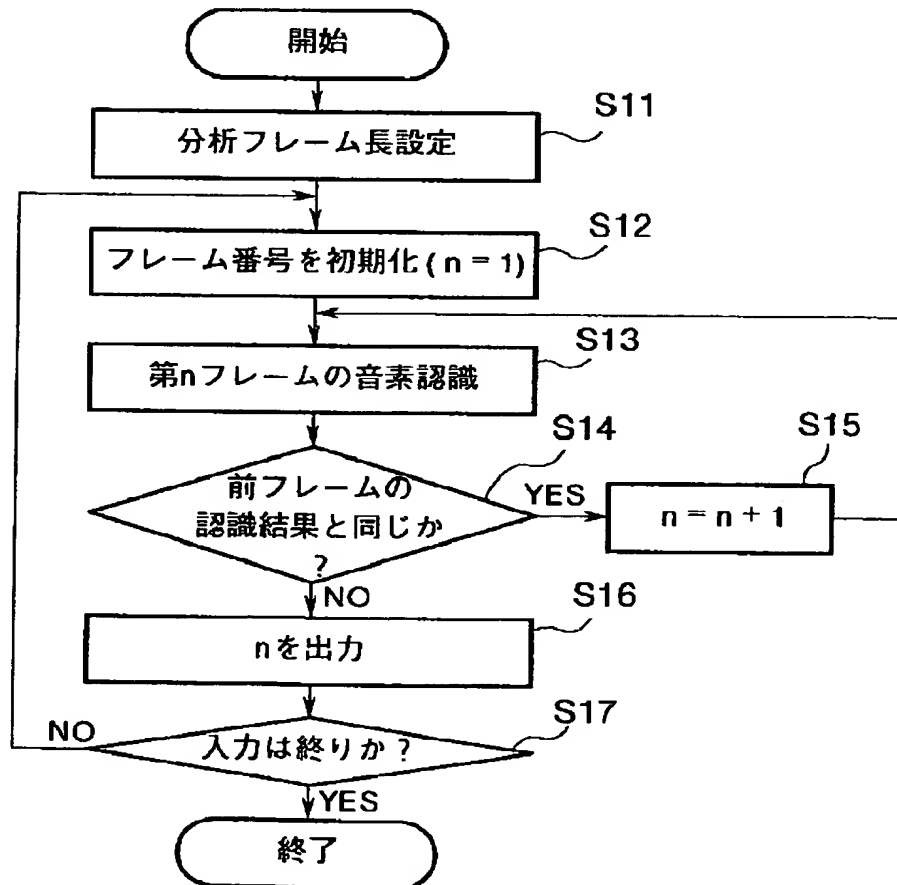 開始
S11
分析フレーム長設定
S12
フレーム番号を初期化 ( n = 1)
S13
第nフレームの音素認識
S14
前フレームの
認識結果と同じか
?
YES
S15
n = n + 1
NO
S16
nを出力
S17
入力は終りか ?
NO
YES
終了